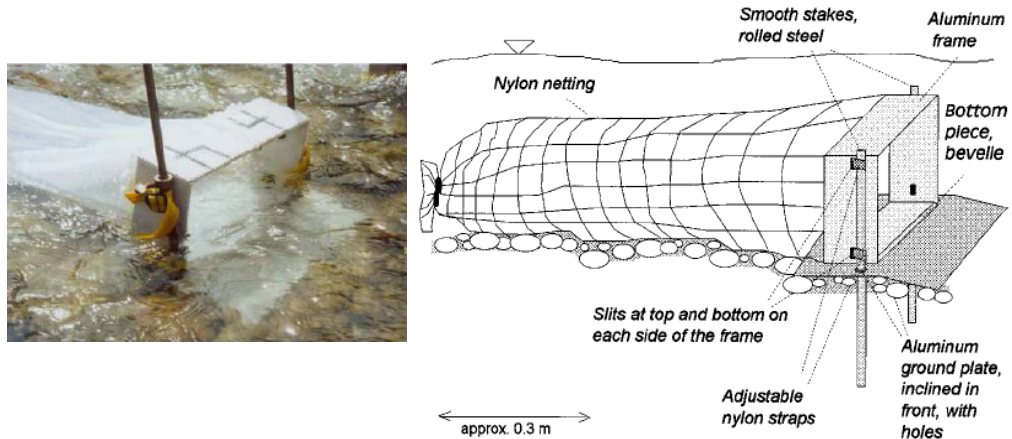 Smooth stakes,
rolled steel
Aluminum
frame
Nylon netting
Bottom
piece,
bevelle
Slits at top and bottom on
each side of the frame
Adjustable
nylon straps
Aluminum
ground plate,
inclined in
front, with
holes
approx. 0.3 m